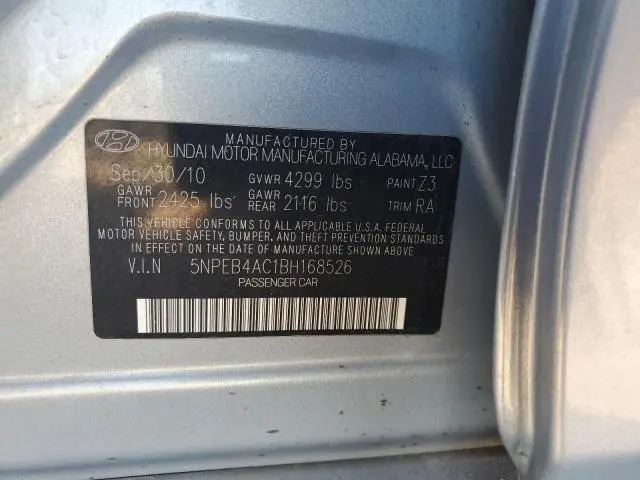 MANUFACTURED BY
HYUNDAI MOTOR MANUFACTURING ALABAMA, LLC
Sep/30/10 GVWR 4299 lbs PAINT Z3
GAWR FRONT 2425 lbs GAWR REAR 2116 lbs TRIM RA
THIS VEHICLE CONFORMS TO ALL APPLICABLE U.S.A. FEDERAL
MOTOR VEHICLE SAFETY, BUMPER, AND THEFT PREVENTION STANDARDS
IN EFFECT ON THE DATE OF MANUFACTURE SHOWN ABOVE.
V.I.N 5NPEB4AC1BH168526
PASSENGER CAR